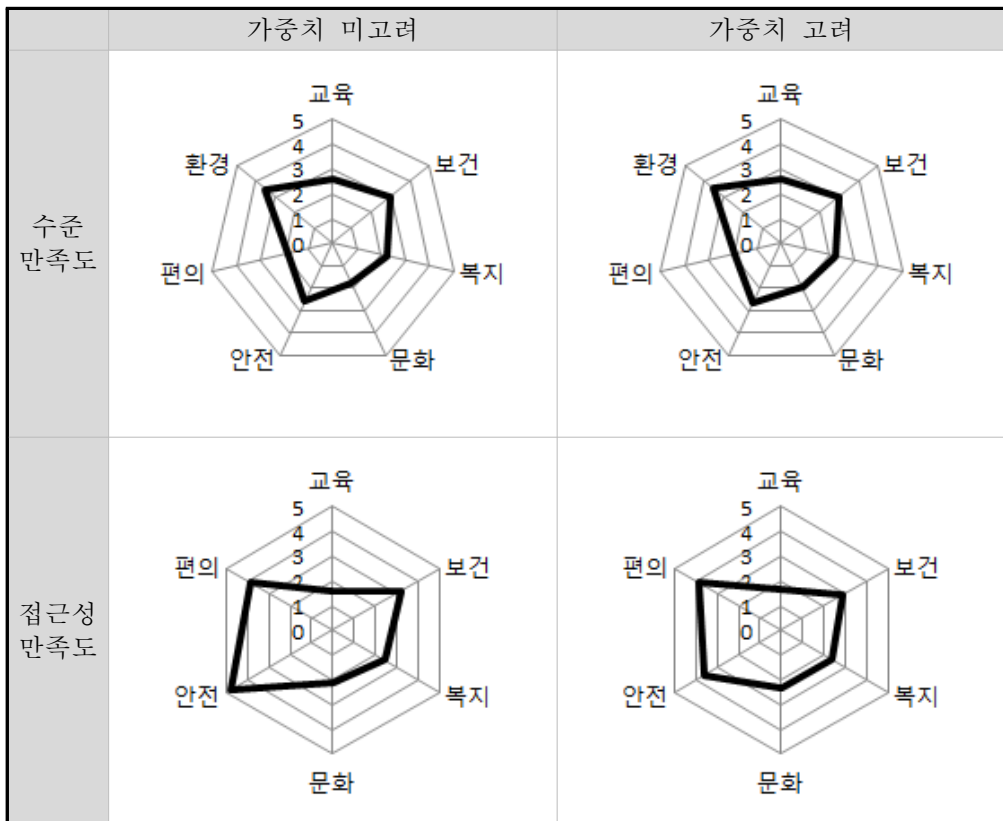 가중치 미고려
가중치 고려
수준
만족도
교육
5
4
3
2
1
0
환경
보건
편의
복지
안전
문화
교육
5
4
3
2
1
0
환경
보건
편의
복지
안전
문화
접근성
만족도
교육
5
4
3
2
1
0
편의
보건
안전
복지
문화
교육
5
4
3
2
1
0
편의
보건
안전
복지
문화